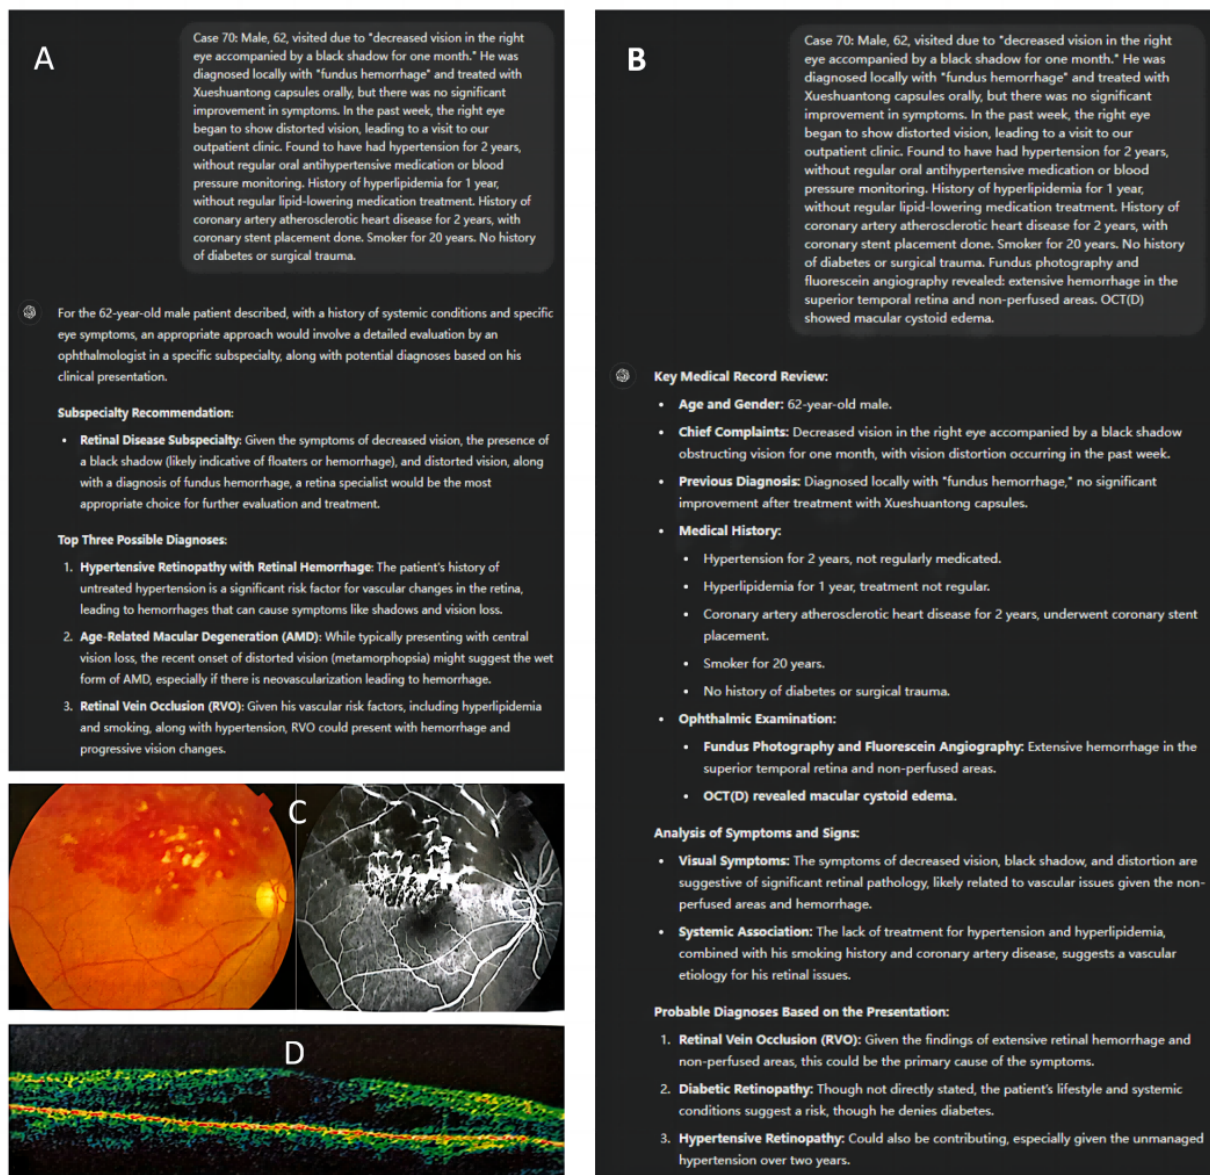 A
Case 70: Male, 62, visited due to "decreased vision in the right
eye accompanied by a black shadow for one month." He was
diagnosed locally with "fundus hemorrhage" and treated with
Xueshuantong capsules orally, but there was no significant
improvement in symptoms. In the past week, the right eye
began to show distorted vision, leading to a visit to our
outpatient clinic. Found to have had hypertension for 2 years,
without regular oral antihypertensive medication or blood
pressure monitoring. History of hyperlipidemia for 1 year,
without regular lipid-lowering medication treatment. History of
coronary artery atherosclerotic heart disease for 2 years, with
coronary stent placement done. Smoker for 20 years. No history
of diabetes or surgical trauma.
For the 62-year-old male patient described, with a history of systemic conditions and specific
eye symptoms, an appropriate approach would involve a detailed evaluation by an
ophthalmologist in a specific subspecialty, along with potential diagnoses based on his
clinical presentation.
Subspecialty Recommendation:
• Retinal Disease Subspecialty: Given the symptoms of decreased vision, the presence of
a black shadow (likely indicative of floaters or hemorrhage), and distorted vision, along
with a diagnosis of fundus hemorrhage, a retina specialist would be the most
appropriate choice for further evaluation and treatment.
Top Three Possible Diagnoses:
1. Hypertensive Retinopathy with Retinal Hemorrhage: The patient's history of
untreated hypertension is a significant risk factor for vascular changes in the retina,
leading to hemorrhages that can cause symptoms like shadows and vision loss.
2. Age-Related Macular Degeneration (AMD): While typically presenting with central
vision loss, the recent onset of distorted vision (metamorphopsia) might suggest the wet
form of AMD, especially if there is neovascularization leading to hemorrhage.
3. Retinal Vein Occlusion (RVO): Given his vascular risk factors, including hyperlipidemia
and smoking, along with hypertension, RVO could present with hemorrhage and
progressive vision changes.
C
D
B
Case 70: Male, 62, visited due to "decreased vision in the right
eye accompanied by a black shadow for one month." He was
diagnosed locally with "fundus hemorrhage" and treated with
Xueshuantong capsules orally, but there was no significant
improvement in symptoms. In the past week, the right eye
began to show distorted vision, leading to a visit to our
outpatient clinic. Found to have had hypertension for 2 years,
without regular oral antihypertensive medication or blood
pressure monitoring. History of hyperlipidemia for 1 year,
without regular lipid-lowering medication treatment. History of
coronary artery atherosclerotic heart disease for 2 years, with
coronary stent placement done. Smoker for 20 years. No history
of diabetes or surgical trauma. Fundus photography and
fluorescein angiography revealed: extensive hemorrhage in the
superior temporal retina and non-perfused areas. OCT(D)
showed macular cystoid edema.
Key Medical Record Review:
• Age and Gender: 62-year-old male.
• Chief Complaints: Decreased vision in the right eye accompanied by a black shadow
obstructing vision for one month, with vision distortion occurring in the past week.
• Previous Diagnosis: Diagnosed locally with "fundus hemorrhage," no significant
improvement after treatment with Xueshuantong capsules.
• Medical History:
• Hypertension for 2 years, not regularly medicated.
• Hyperlipidemia for 1 year, treatment not regular.
• Coronary artery atherosclerotic heart disease for 2 years, underwent coronary stent
placement.
• Smoker for 20 years.
• No history of diabetes or surgical trauma.
• Ophthalmic Examination:
• Fundus Photography and Fluorescein Angiography: Extensive hemorrhage in the
superior temporal retina and non-perfused areas.
• OCT(D) revealed macular cystoid edema.
Analysis of Symptoms and Signs:
• Visual Symptoms: The symptoms of decreased vision, black shadow, and distortion are
suggestive of significant retinal pathology, likely related to vascular issues given the non-
perfused areas and hemorrhage.
• Systemic Association: The lack of treatment for hypertension and hyperlipidemia,
combined with his smoking history and coronary artery disease, suggests a vascular
etiology for his retinal issues.
Probable Diagnoses Based on the Presentation:
1. Retinal Vein Occlusion (RVO): Given the findings of extensive retinal hemorrhage and
non-perfused areas, this could be the primary cause of the symptoms.
2. Diabetic Retinopathy: Though not directly stated, the patient's lifestyle and systemic
conditions suggest a risk, though he denies diabetes.
3. Hypertensive Retinopathy: Could also be contributing, especially given the unmanaged
hypertension over two years.